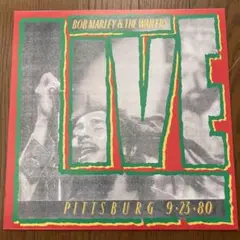 BOB MARLEY & THE WAILERS
LIVE
PITTSBURG 9·23·80